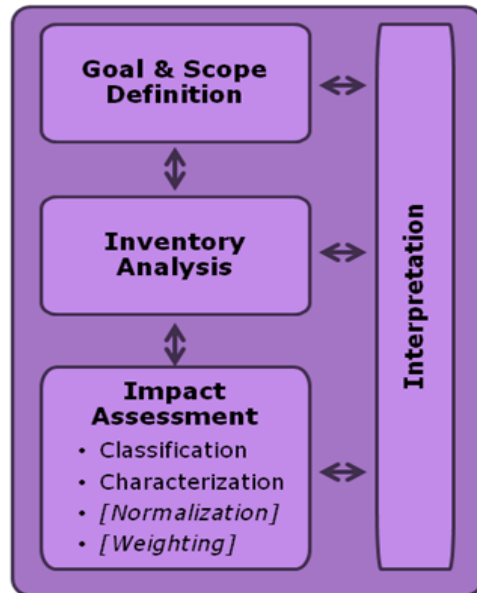 Goal & Scope
Definition
Inventory
Analysis
Impact
Assessment
• Classification
• Characterization
• [Normalization]
• [Weighting]
Interpretation